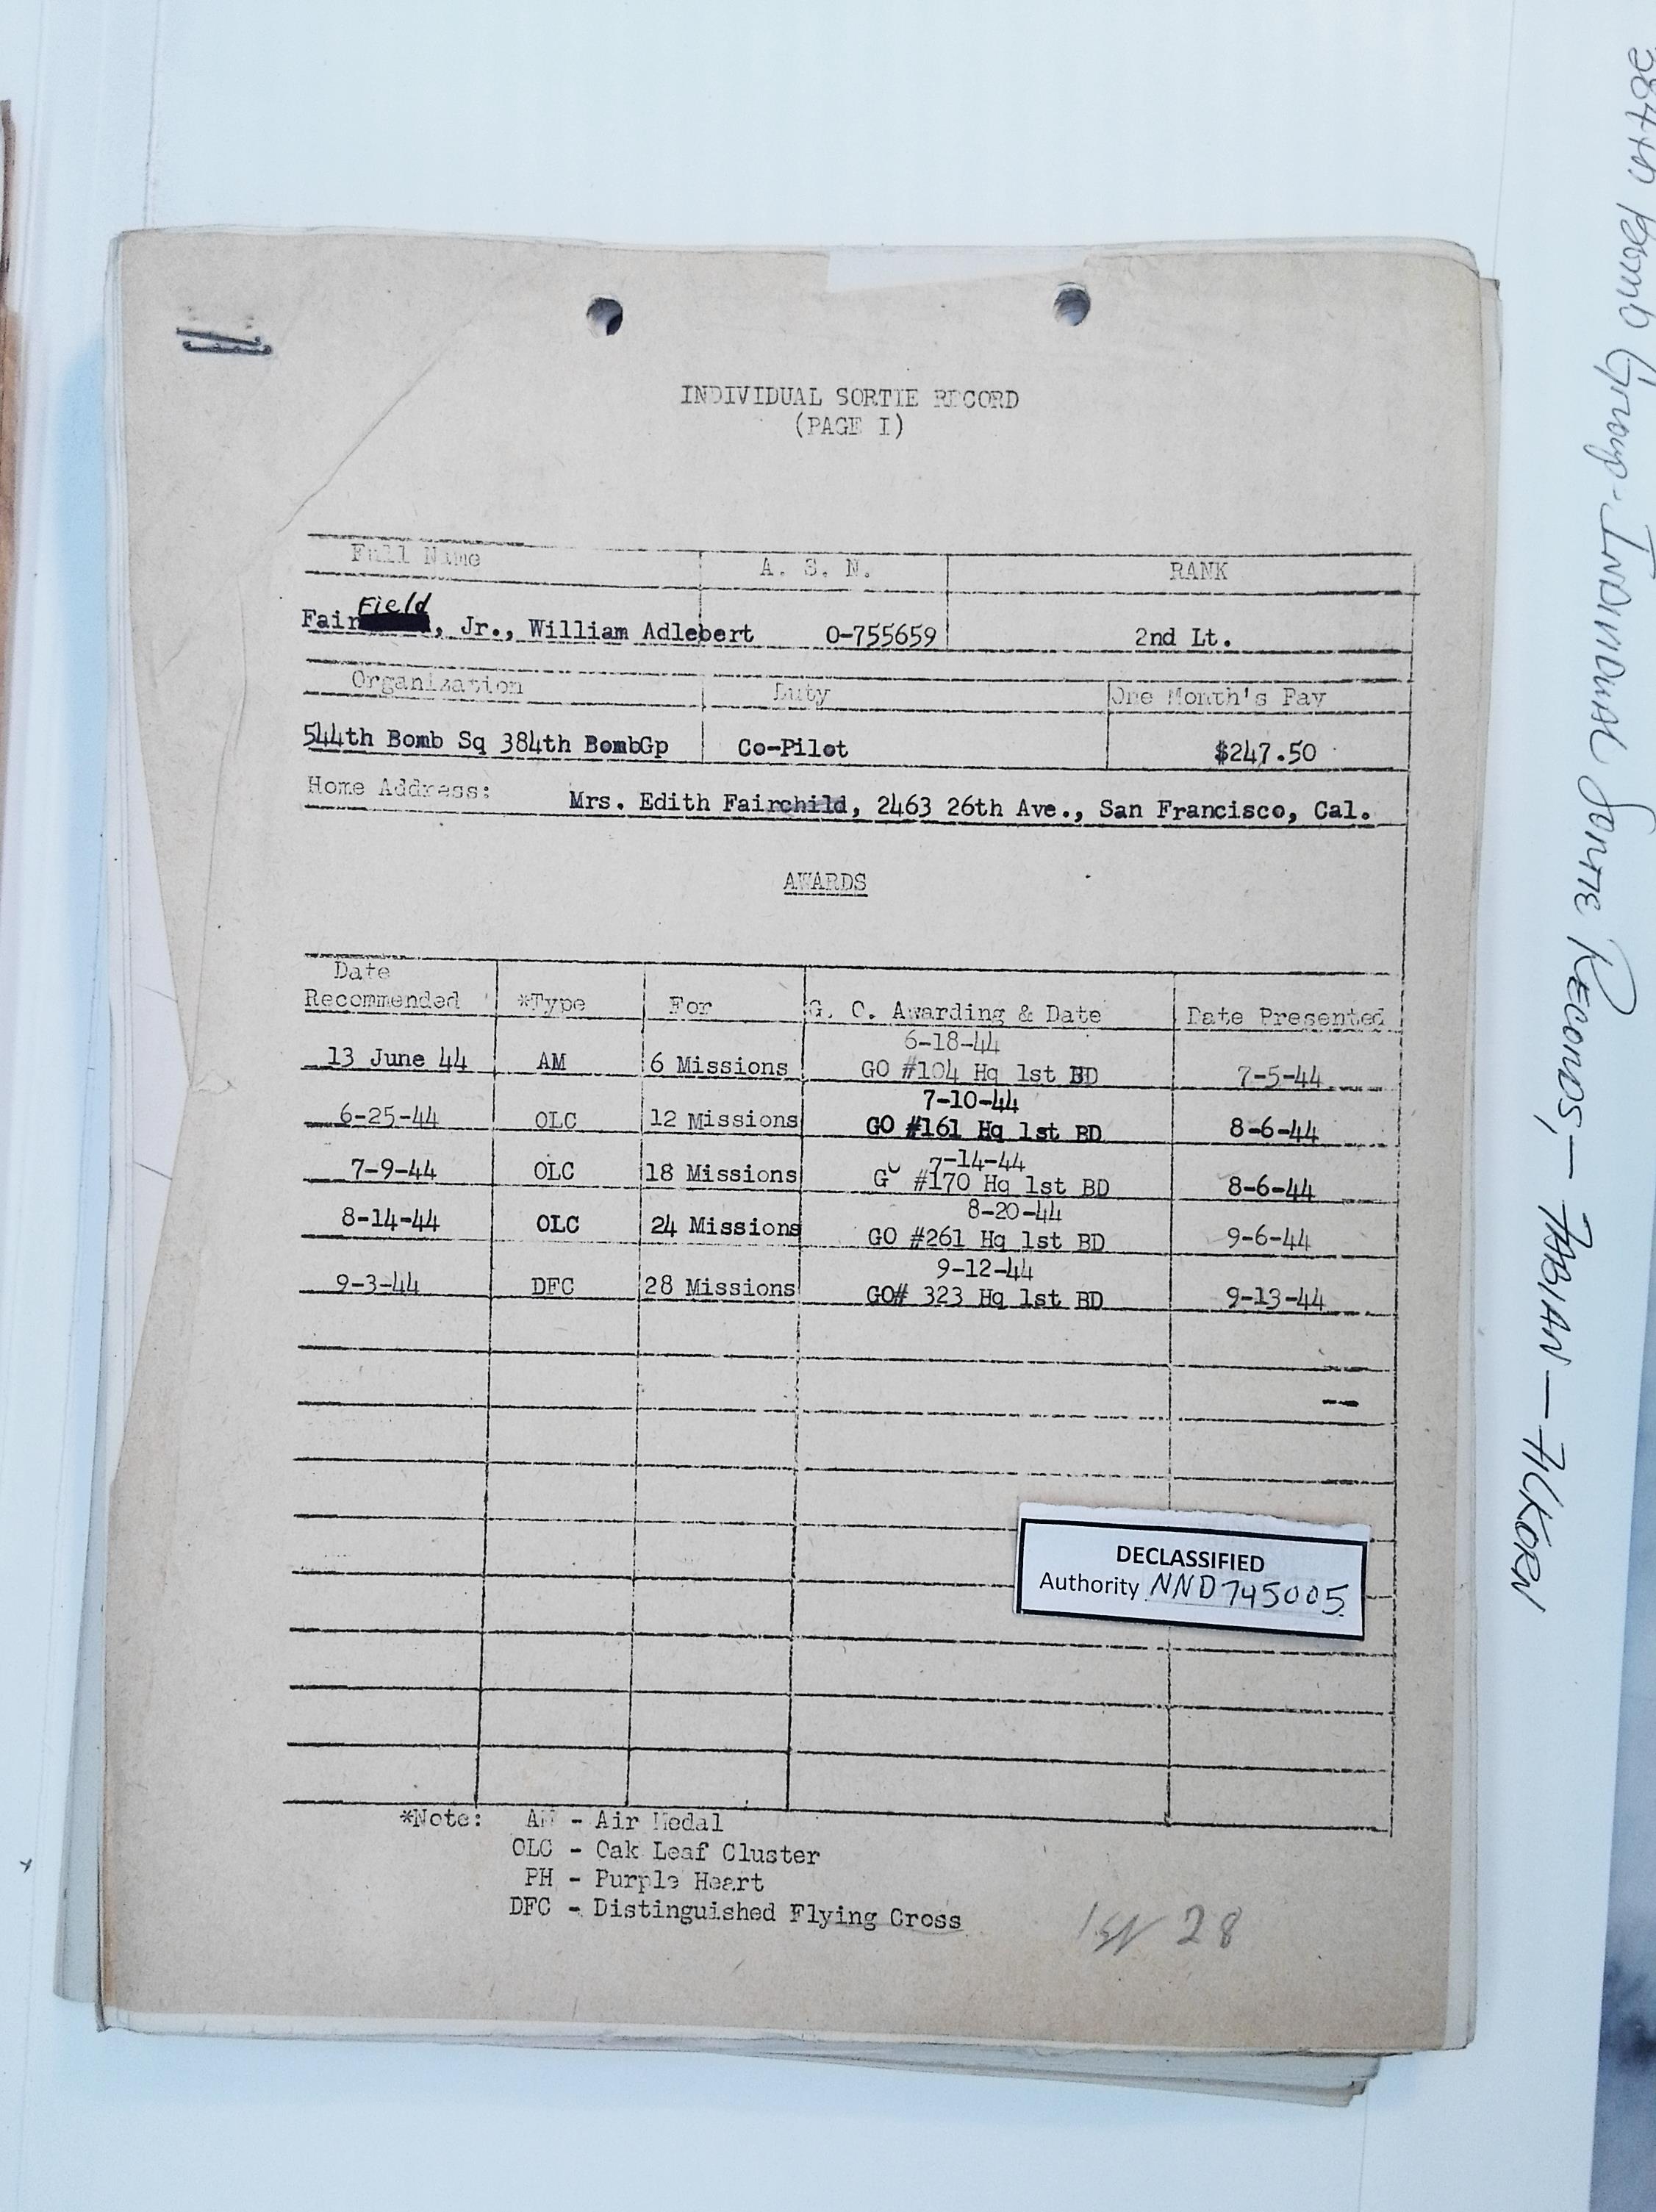 INDIVIDUAL SORTIE RECORD
(PAGE I)
Full Name A. S. N. RANK
Field
Fair, Jr., William Adlebert 0-755659 2nd Lt.
Organization Duty One Month's Pay
544th Bomb Sq 384th BombGp Co-Pilot $247.50
Home Address: Mrs. Edith Fairchild, 2463 26th Ave., San Francisco, Cal.
AWARDS
Date
Recommended *Type For G. O. Awarding & Date Date Presented
6-18-44
13 June 44 AM 6 Missions GO #104 Hq 1st BD 7-5-44
7-10-44
6-25-44 OLC 12 Missions GO #161 Hq 1st BD 8-6-44
7-14-44
7-9-44 OLC 18 Missions GO #170 Hq 1st BD 8-6-44
8-20-44
8-14-44 OLC 24 Missions GO #261 Hq 1st BD 9-6-44
9-12-44
9-3-44 DFC 28 Missions GO# 323 Hq 1st BD 9-13-44
DECLASSIFIED
Authority NND745005
*Note: AM - Air Medal
OLC - Oak Leaf Cluster
PH - Purple Heart
DFC - Distinguished Flying Cross
28
384th Bomb Group - Individual Sortie Records, - FABIAN - FILKORN